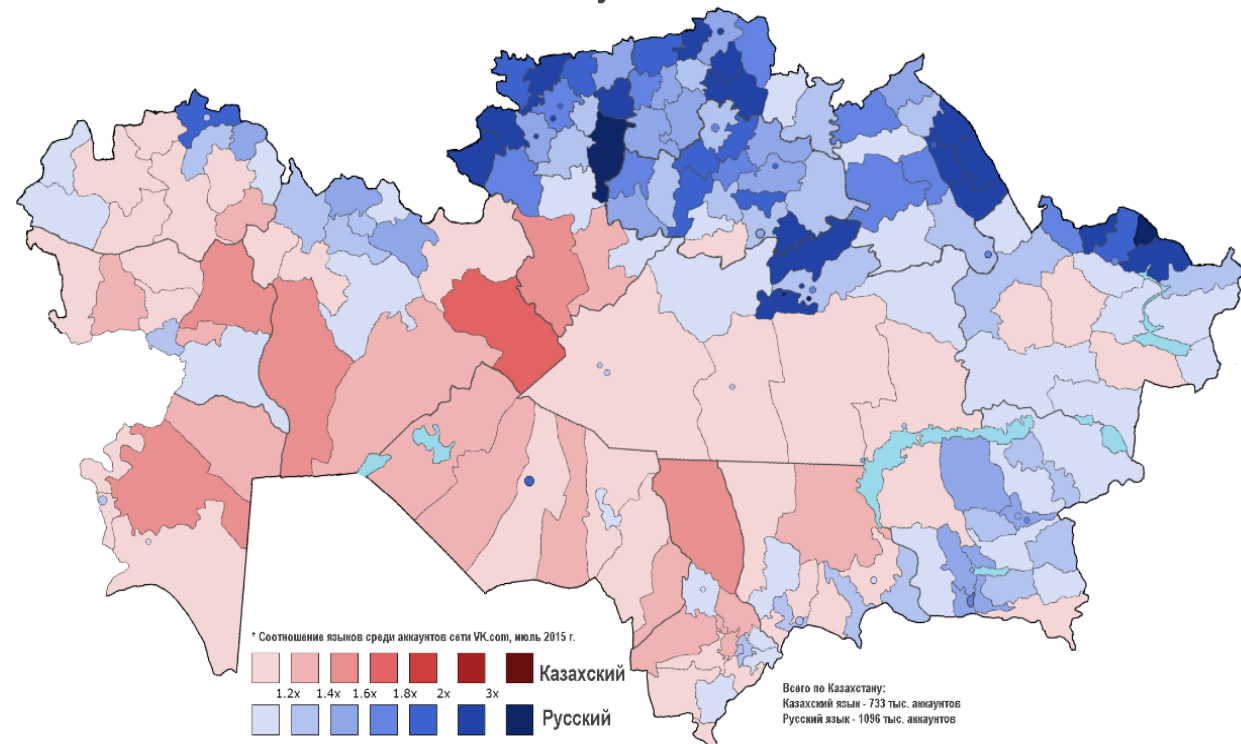 * Соотношение языков среди аккаунтов сети VK.com, июль 2015 г.
Казахский
1.2x 1.4x 1.6x 1.8x 2x 3x
Русский
Всего по Казахстану:
Казахский язык - 733 тыс. аккаунтов
Русский язык - 1096 тыс. аккаунтов